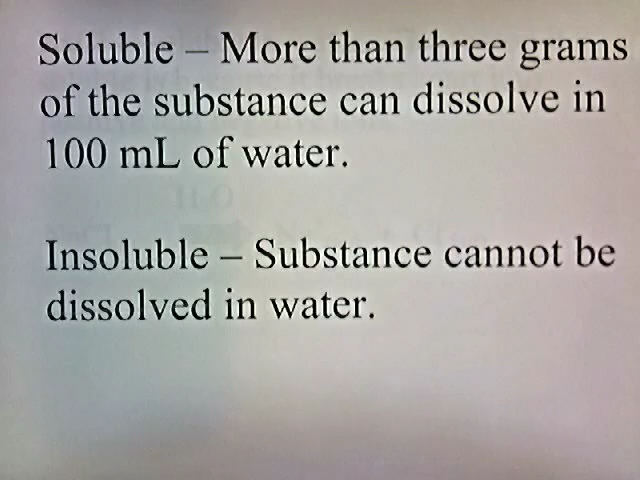 Soluble – More than three grams
of the substance can dissolve in
100 mL of water.
Insoluble – Substance cannot be
dissolved in water.